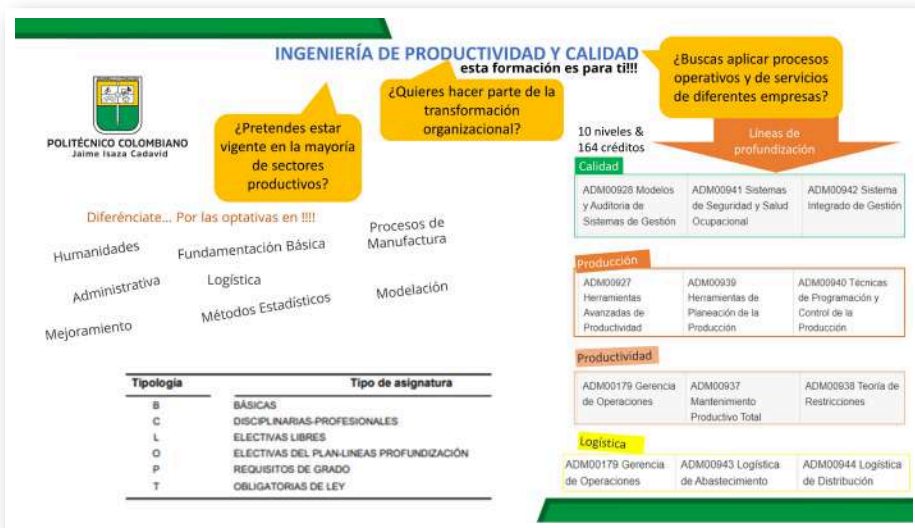 INGENIERÍA DE PRODUCTIVIDAD Y CALIDAD
esta formación es para ti!!!
POLITÉCNICO COLOMBIANO
Jaime Isaza Cadavid
¿Pretendes estar
vigente en la mayoría
de sectores
productivos?
¿Quieres hacer parte de la
transformación
organizacional?
¿Buscas aplicar procesos
operativos y de servicios
de diferentes empresas?
10 niveles &
164 créditos
Líneas de
profundización
Diferénciate... Por las optativas en !!!!
Humanidades
Fundamentación Básica
Procesos de
Manufactura
Administrativa
Logística
Modelación
Mejoramiento
Métodos Estadísticos
Calidad
ADM00928 Modelos
y Auditoria de
Sistemas de Gestión
ADM00941 Sistemas
de Seguridad y Salud
Ocupacional
ADM00942 Sistema
Integrado de Gestión
Producción
ADM00927
Herramientas
Avanzadas de
Productividad
ADM00939
Herramientas de
Planeación de la
Producción
ADM00940 Técnicas
de Programación y
Control de la
Producción
Productividad
ADM00179 Gerencia
de Operaciones
ADM00937
Mantenimiento
Productivo Total
ADM00938 Teoría de
Restricciones
Logística
ADM00179 Gerencia
de Operaciones
ADM00943 Logística
de Abastecimiento
ADM00944 Logística
de Distribución
Tipología Tipo de asignatura
B BÁSICAS
C DISCIPLINARIAS-PROFESIONALES
L ELECTIVAS LIBRES
O ELECTIVAS DEL PLAN-LINEAS PROFUNDIZACIÓN
P REQUISITOS DE GRADO
T OBLIGATORIAS DE LEY